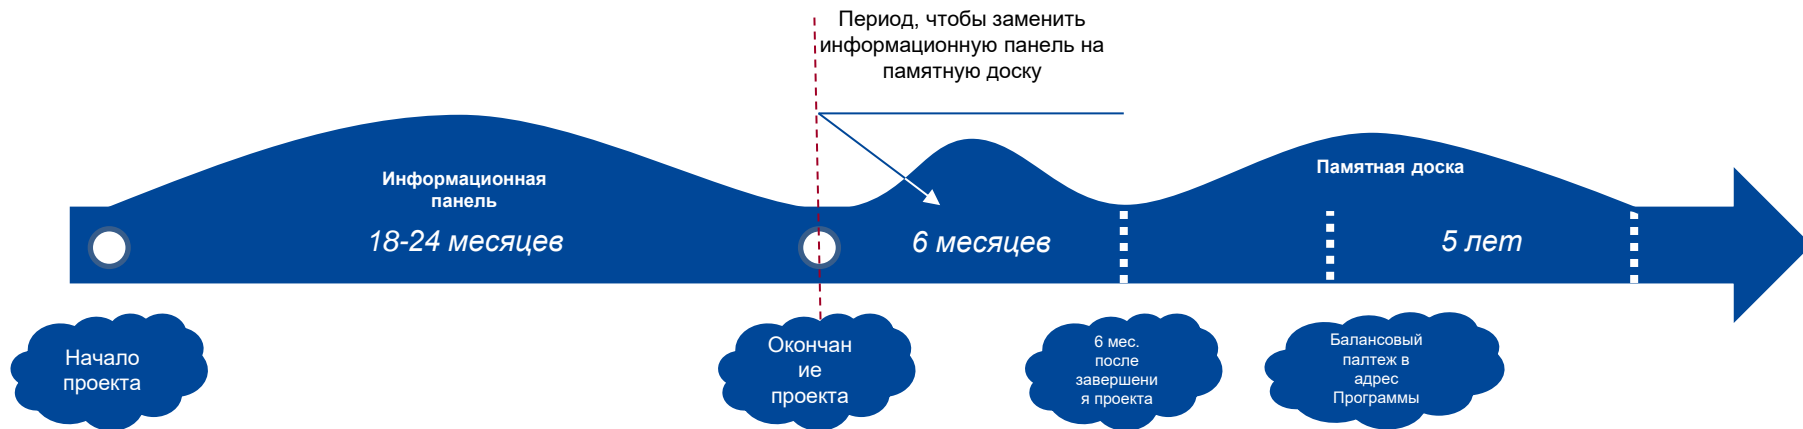 Период, чтобы заменить
информационную панель на
памятную доску
Информационная
панель
Памятная доска
18-24 месяцев
6 месяцев
5 лет
Начало
проекта
Окончан
ие
проекта
6 мес.
после
завершени
я проекта
Балансовый
палтеж в
адрес
Программы